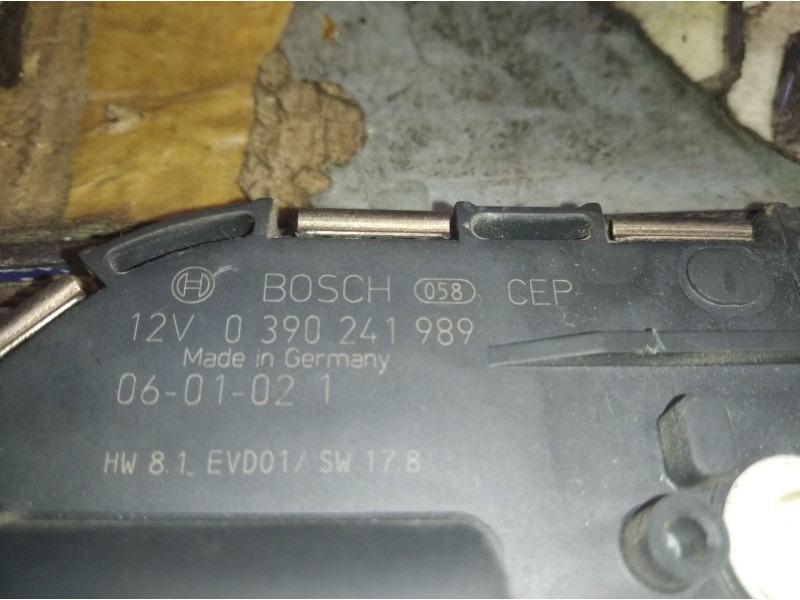 BOSCH 058 CEP
12V 0 390 241 989
Made in Germany
06-01-02 1
HW 8.1 EVD01/ SW 17.8